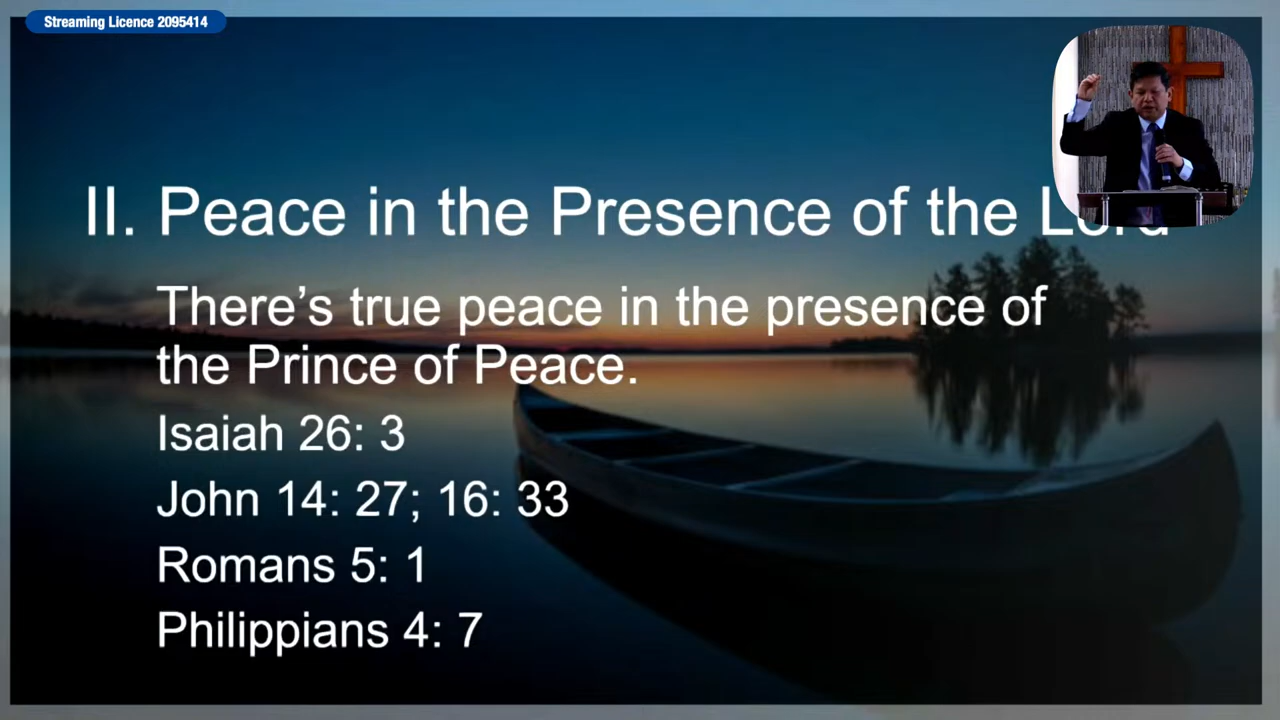 Streaming Licence 2095414
II. Peace in the Presence of the Lord
There’s true peace in the presence of
the Prince of Peace.
Isaiah 26: 3
John 14: 27; 16: 33
Romans 5: 1
Philippians 4: 7